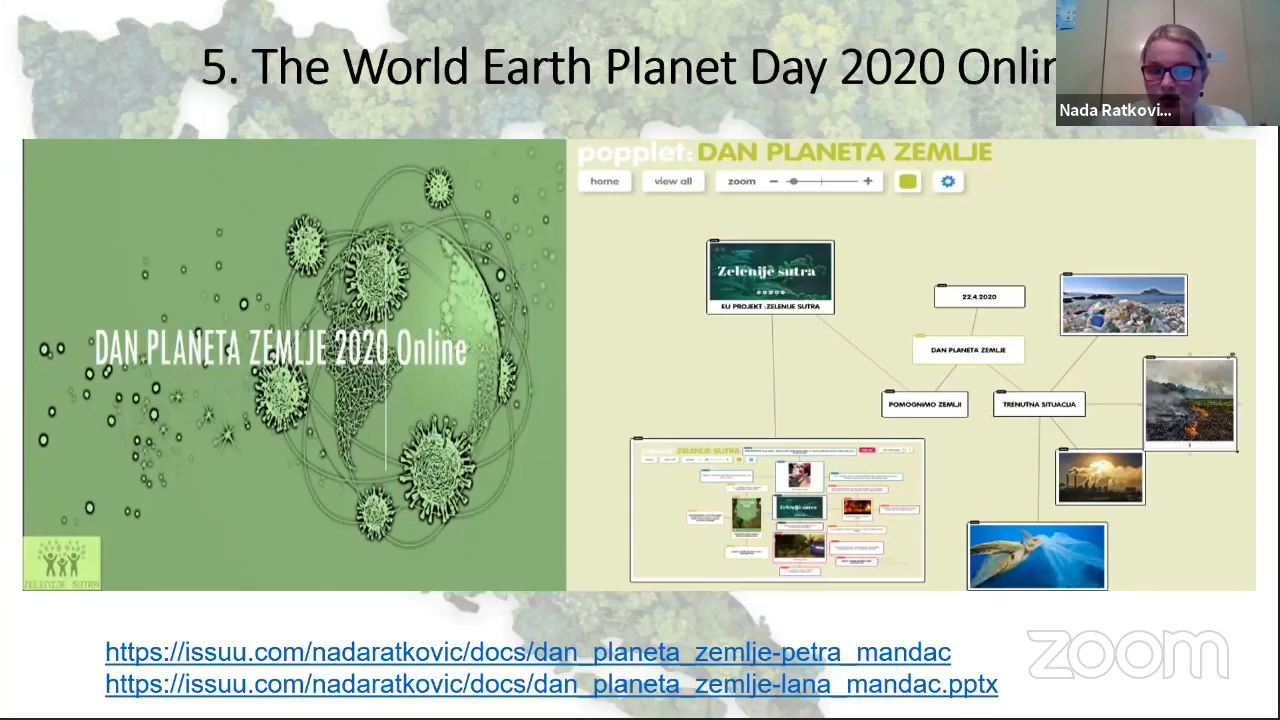 5. The World Earth Planet Day 2020 Onlin
Nada Ratkovi...
popplet: DAN PLANETA ZEMLJE
home
view all
zoom
Zelenije sutra
EU PROJEKT :ZELENIJE SUTRA
22.4.2020
DAN PLANETA ZEMLJE
POMOGNIMO ZEMLJI
TRENUTNA SITUACIJA
DAN PLANETA ZEMLJE 2020 Online
ZELENIJE SUTRA
Zelenije sutra
ZELENIJE SUTRA
https://issuu.com/nadaratkovic/docs/dan_planeta_zemlje-petra_mandac
https://issuu.com/nadaratkovic/docs/dan_planeta_zemlje-lana_mandac.pptx
zoom